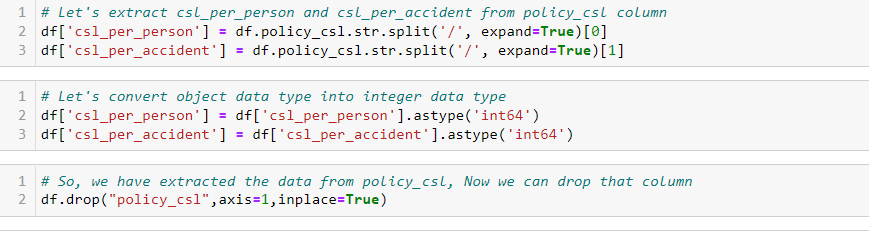 1 # Let's extract csl_per_person and csl_per_accident from policy_csl column
2 df['csl_per_person'] = df.policy_csl.str.split('/', expand=True)[0]
3 df['csl_per_accident'] = df.policy_csl.str.split('/', expand=True)[1]
1 # Let's convert object data type into integer data type
2 df['csl_per_person'] = df['csl_per_person'].astype('int64')
3 df['csl_per_accident'] = df['csl_per_accident'].astype('int64')
1 # So, we have extracted the data from policy_csl, Now we can drop that column
2 df.drop("policy_csl",axis=1,inplace=True)